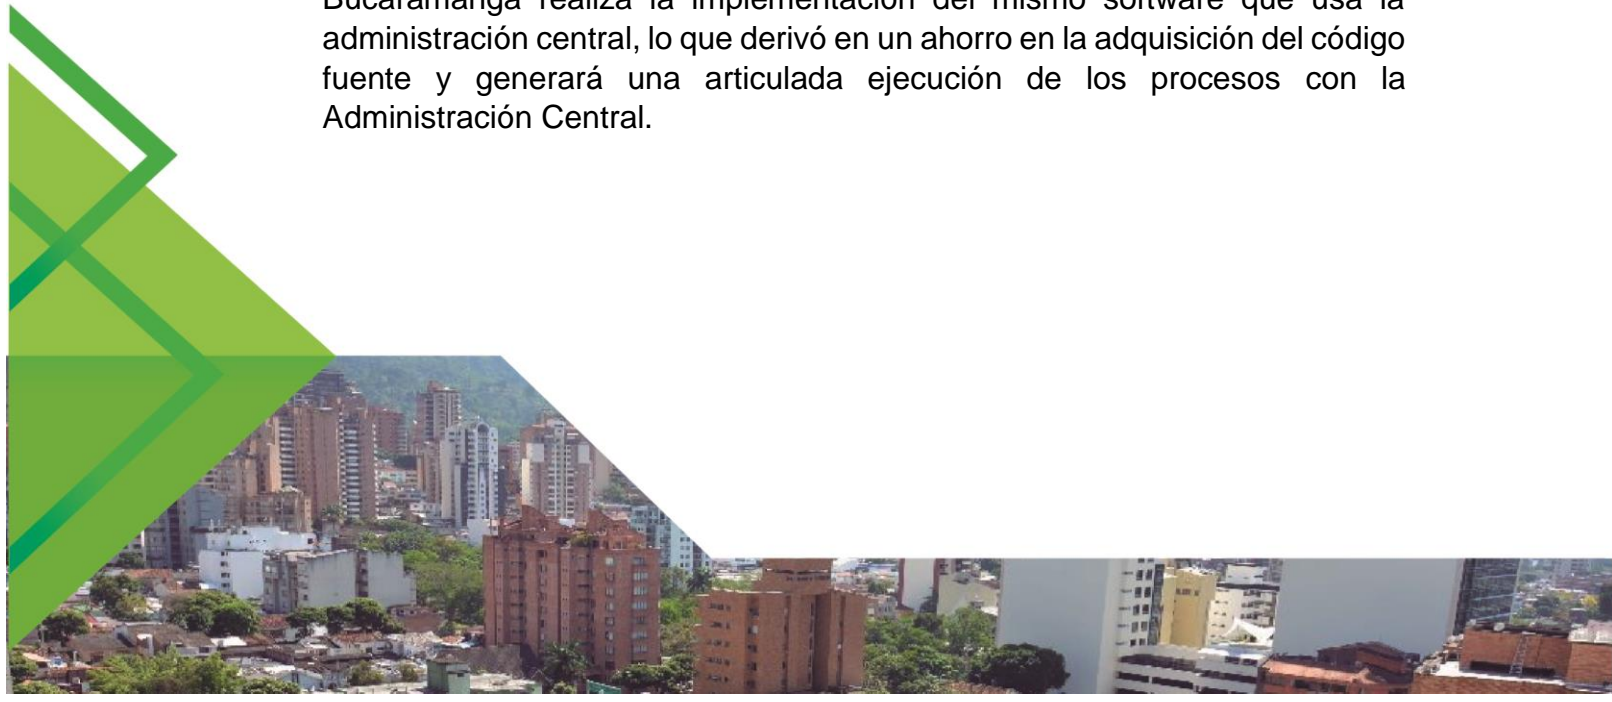 Bucaramanga realiza la implementación del mismo software que usa la
administración central, lo que derivó en un ahorro en la adquisición del código
fuente y generará una articulada ejecución de los procesos con la
Administración Central.